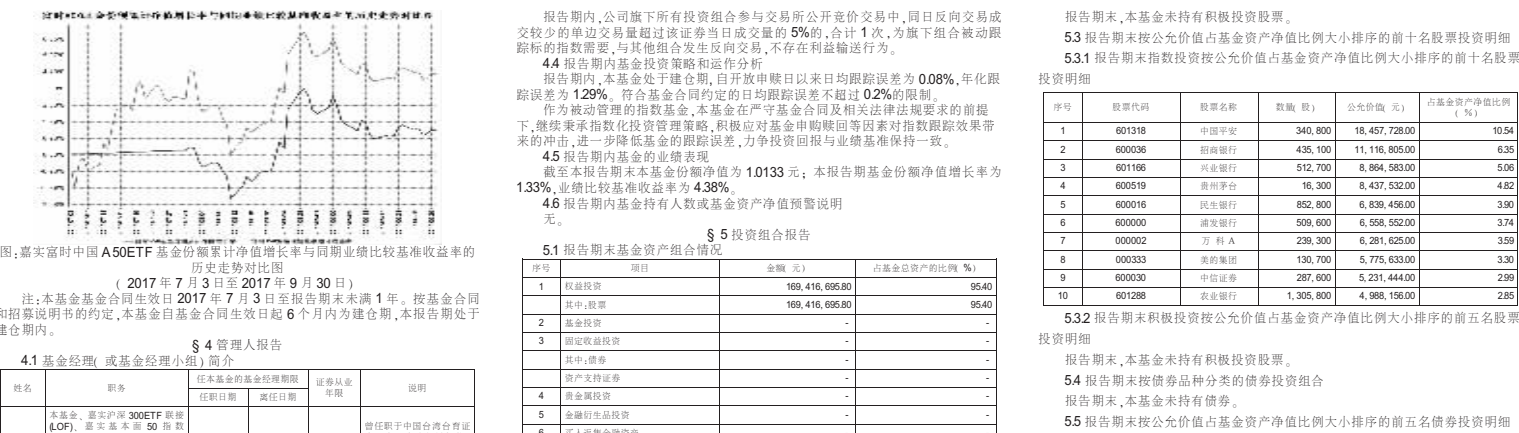 图:嘉实富时中国A50ETF基金份额累计净值增长率与同期业绩比较基准收益率的
历史走势对比图
(2017年7月3日至2017年9月30日)
注:本基金基金合同生效日2017年7月3日至报告期末未满1年。按基金合同
和招募说明书的约定,本基金自基金合同生效日起6个月内为建仓期,本报告期处于
建仓期内。
§4管理人报告
4.1基金经理(或基金经理小组)简介
姓名 职务 任本基金的基金经理期限 证券从业年限 说明
任职日期 离任日期
本基金、嘉实沪深300ETF联接
(LOF)、嘉实基本面50指数
曾任职于中国台湾台育证
报告期内,公司旗下所有投资组合参与交易所公开竞价交易中,同日反向交易成
交较少的单边交易量超过该证券当日成交量的5%的,合计1次,为旗下组合被动跟
踪标的指数需要,与其他组合发生反向交易,不存在利益输送行为。
4.4报告期内基金投资策略和运作分析
报告期内,本基金处于建仓期,自开放申赎日以来日均跟踪误差为0.08%,年化跟
踪误差为1.29%。符合基金合同约定的日均跟踪误差不超过0.2%的限制。
作为被动管理的指数基金,本基金在严守基金合同及相关法律法规要求的前提
下,继续秉承指数化投资管理策略,积极应对基金申购赎回等因素对指数跟踪效果带
来的冲击,进一步降低基金的跟踪误差,力争投资回报与业绩基准保持一致。
4.5报告期内基金的业绩表现
截至本报告期末本基金份额净值为1.0133元;本报告期基金份额净值增长率为
1.33%,业绩比较基准收益率为4.38%。
4.6报告期内基金持有人数或基金资产净值预警说明
无。
§5投资组合报告
5.1报告期末基金资产组合情况
序号 项目 金额(元) 占基金总资产的比例(%)
1 权益投资 169,416,695.80 95.40
其中:股票 169,416,695.80 95.40
2 基金投资 - -
3 固定收益投资 - -
其中:债券 - -
资产支持证券 - -
4 贵金属投资 - -
5 金融衍生品投资 - -
6 买入返售金融资产
报告期末,本基金未持有积极投资股票。
5.3报告期末按公允价值占基金资产净值比例大小排序的前十名股票投资明细
5.3.1报告期末指数投资按公允价值占基金资产净值比例大小排序的前十名股票
投资明细
序号 股票代码 股票名称 数量(股) 公允价值(元) 占基金资产净值比例(%)
1 601318 中国平安 340,800 18,457,728.00 10.54
2 600036 招商银行 435,100 11,116,805.00 6.35
3 601166 兴业银行 512,700 8,864,583.00 5.06
4 600519 贵州茅台 16,300 8,437,532.00 4.82
5 600016 民生银行 852,800 6,839,456.00 3.90
6 600000 浦发银行 509,600 6,558,552.00 3.74
7 000002 万科A 239,300 6,281,625.00 3.59
8 000333 美的集团 130,700 5,775,633.00 3.30
9 600030 中信证券 287,600 5,231,444.00 2.99
10 601288 农业银行 1,305,800 4,988,156.00 2.85
5.3.2报告期末积极投资按公允价值占基金资产净值比例大小排序的前五名股票
投资明细
报告期末,本基金未持有积极投资股票。
5.4报告期末按债券品种分类的债券投资组合
报告期末,本基金未持有债券。
5.5报告期末按公允价值占基金资产净值比例大小排序的前五名债券投资明细